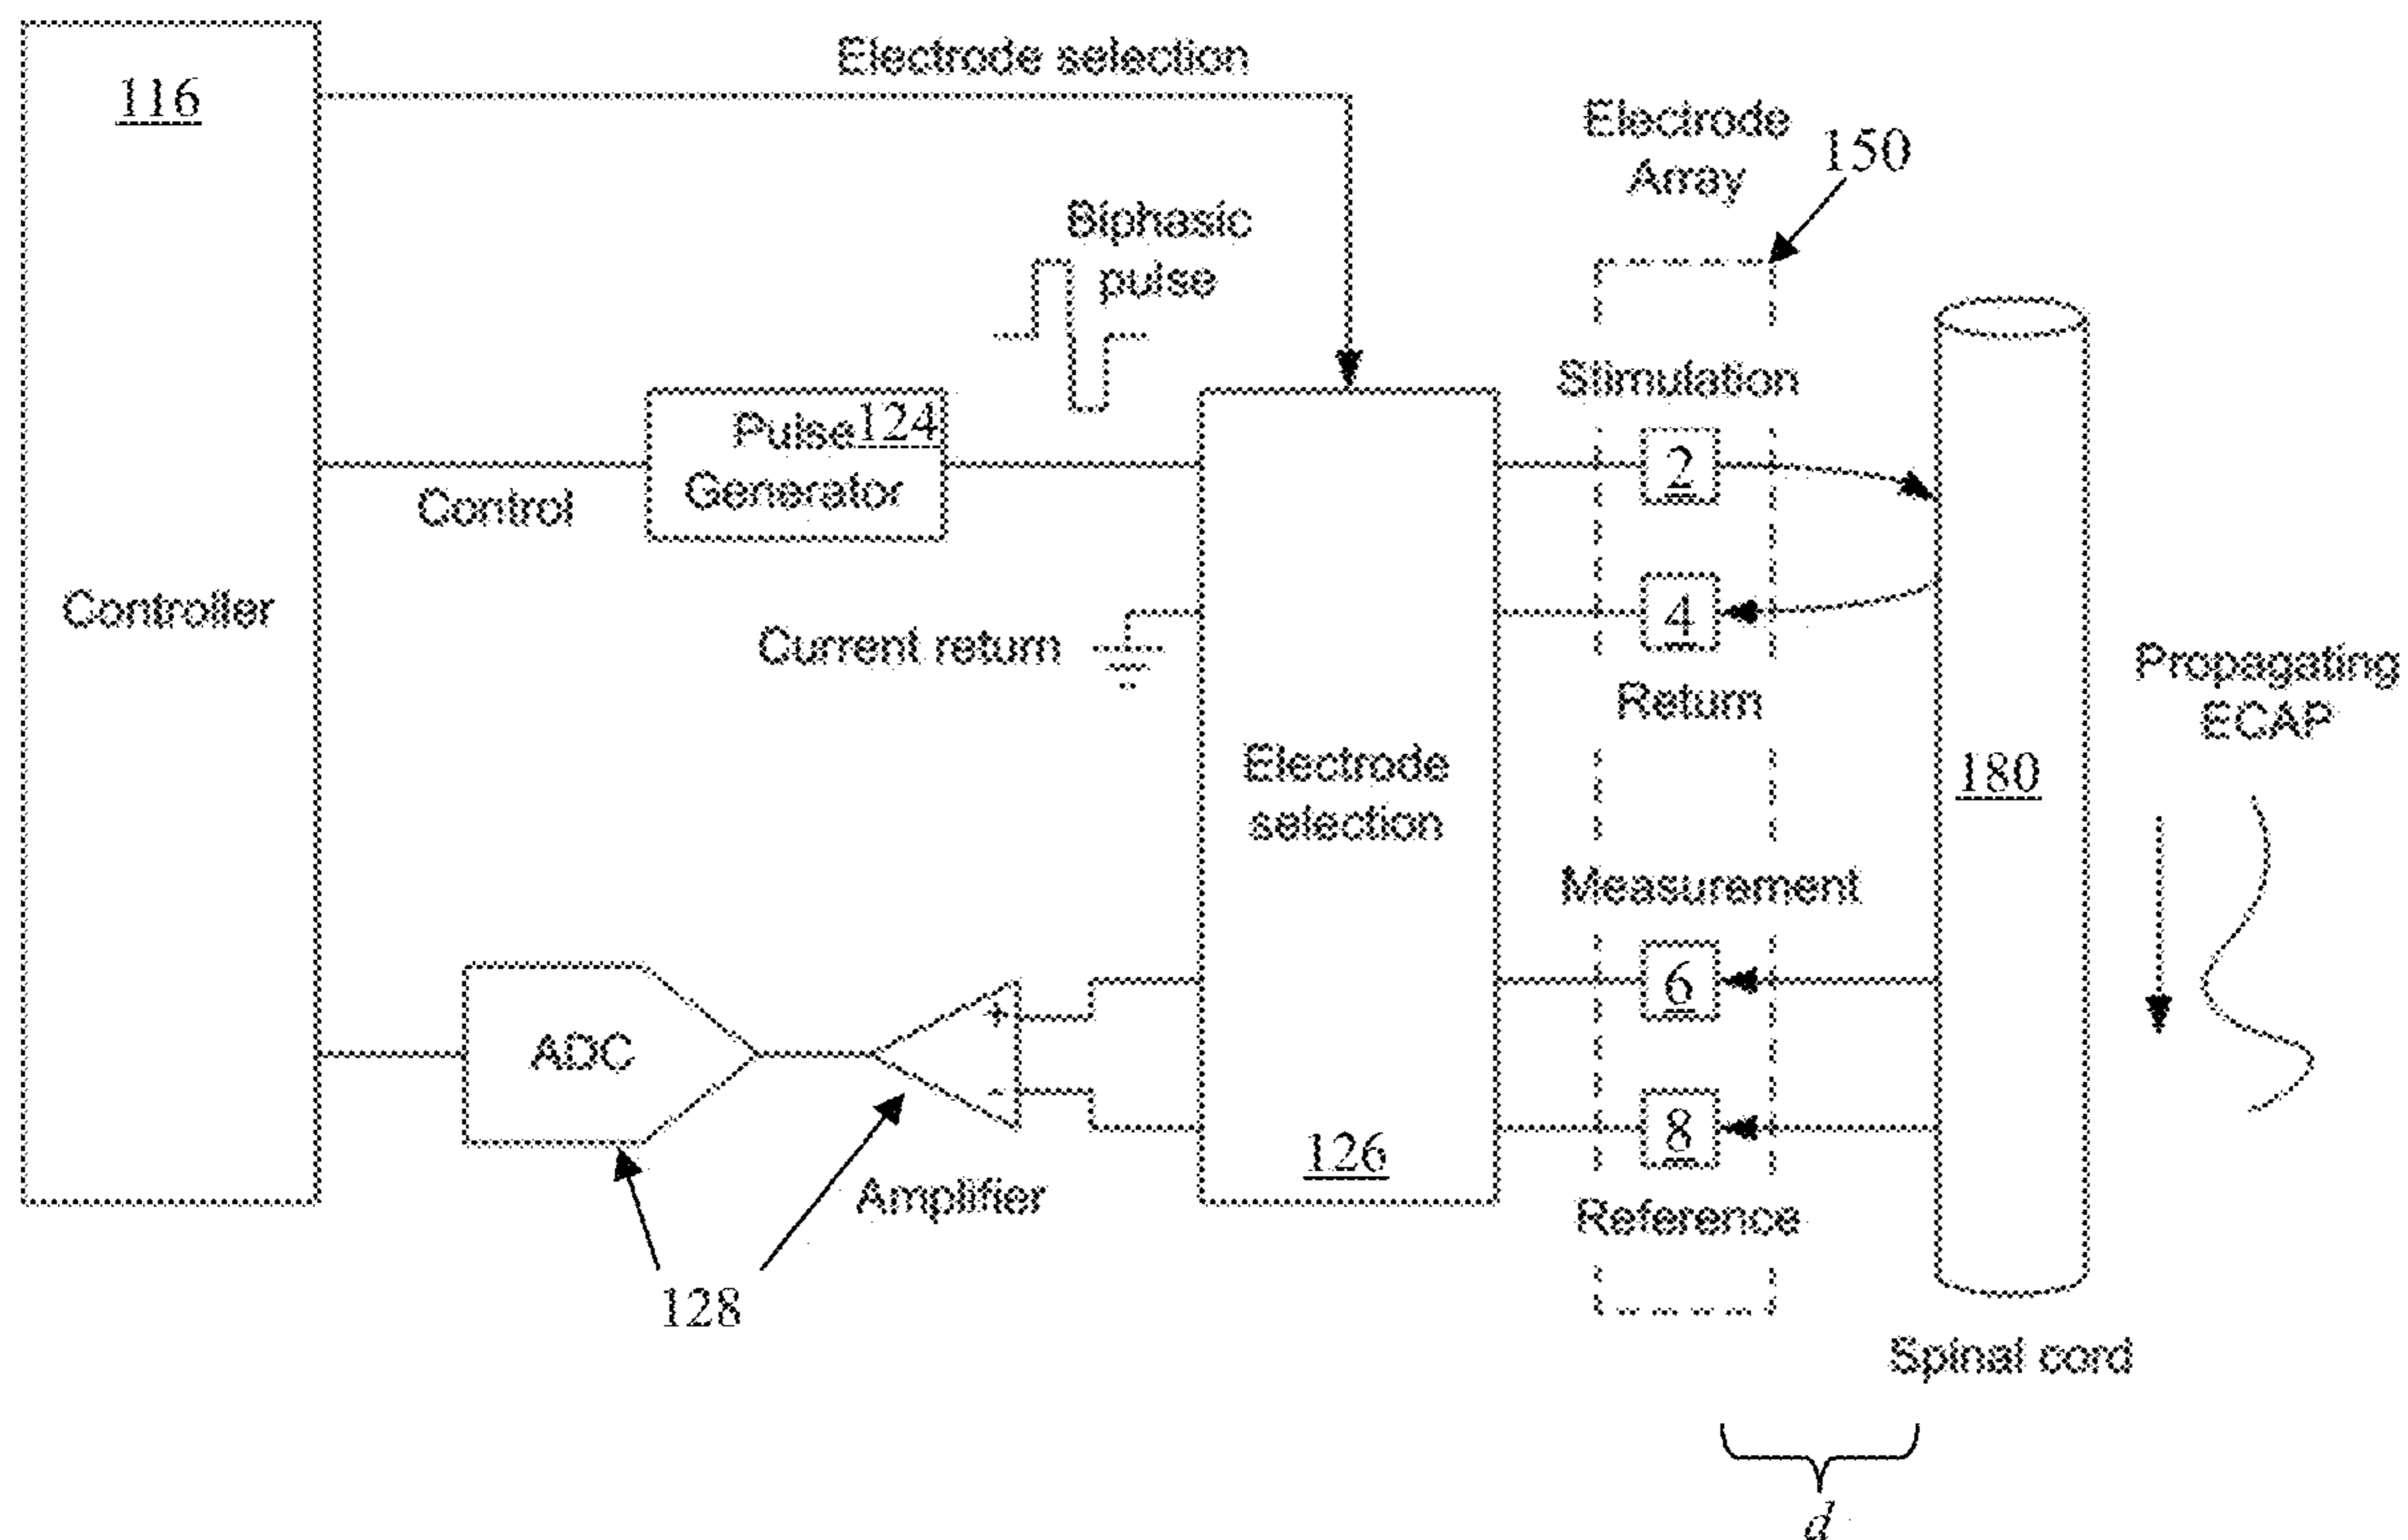 116
Controller
Electrode selection
Biphasic
pulse
Pulse 124
Generator
Control
Current return
Electrode
selection
126
ADC
+
-
Amplifier
128
Electrode
Array
150
Stimulation
2
4
Return
Measurement
6
8
Reference
180
Spinal cord
Propagating
ECAP
d